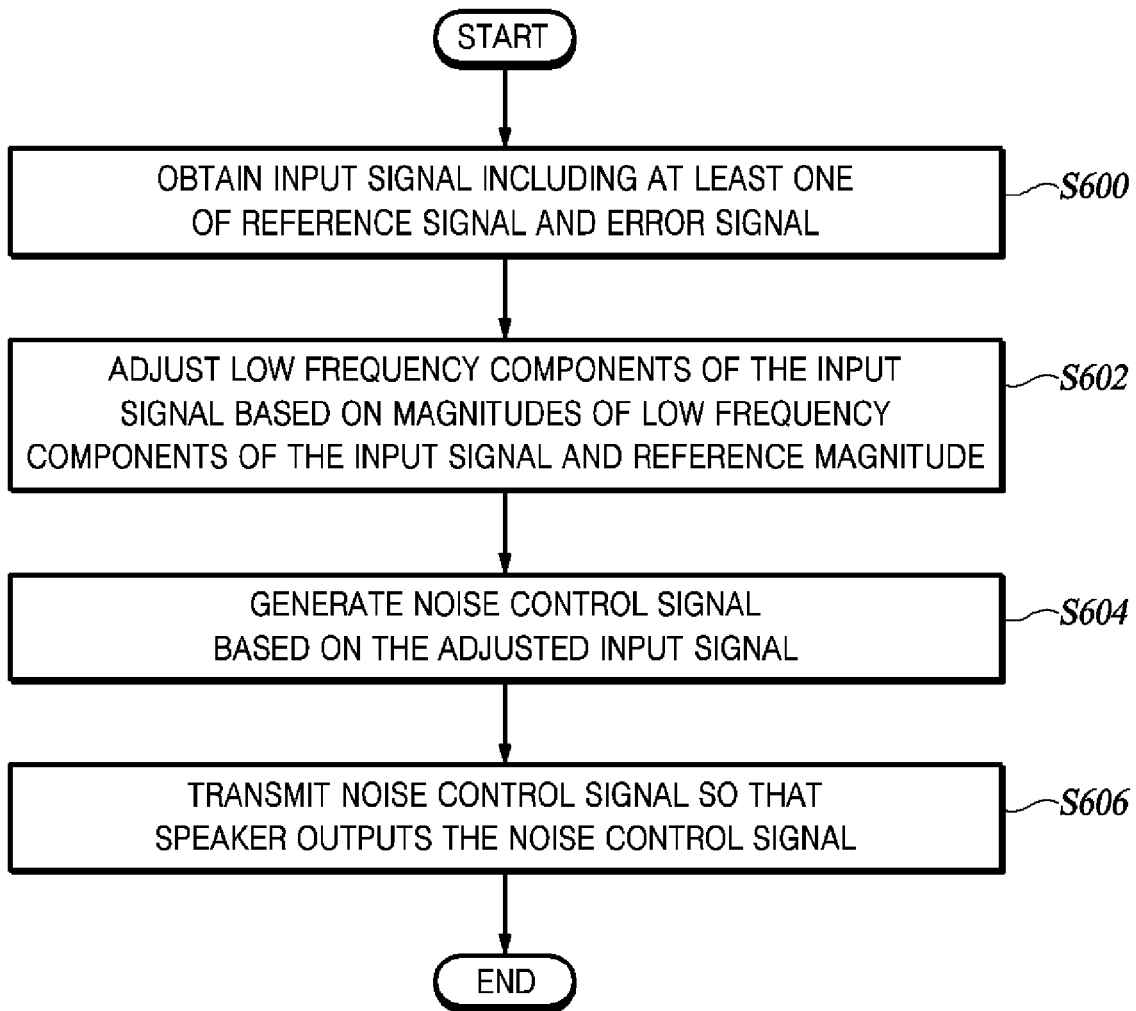 START
OBTAIN INPUT SIGNAL INCLUDING AT LEAST ONE
OF REFERENCE SIGNAL AND ERROR SIGNAL
S600
ADJUST LOW FREQUENCY COMPONENTS OF THE INPUT
SIGNAL BASED ON MAGNITUDES OF LOW FREQUENCY
COMPONENTS OF THE INPUT SIGNAL AND REFERENCE MAGNITUDE
S602
GENERATE NOISE CONTROL SIGNAL
BASED ON THE ADJUSTED INPUT SIGNAL
S604
TRANSMIT NOISE CONTROL SIGNAL SO THAT
SPEAKER OUTPUTS THE NOISE CONTROL SIGNAL
S606
END